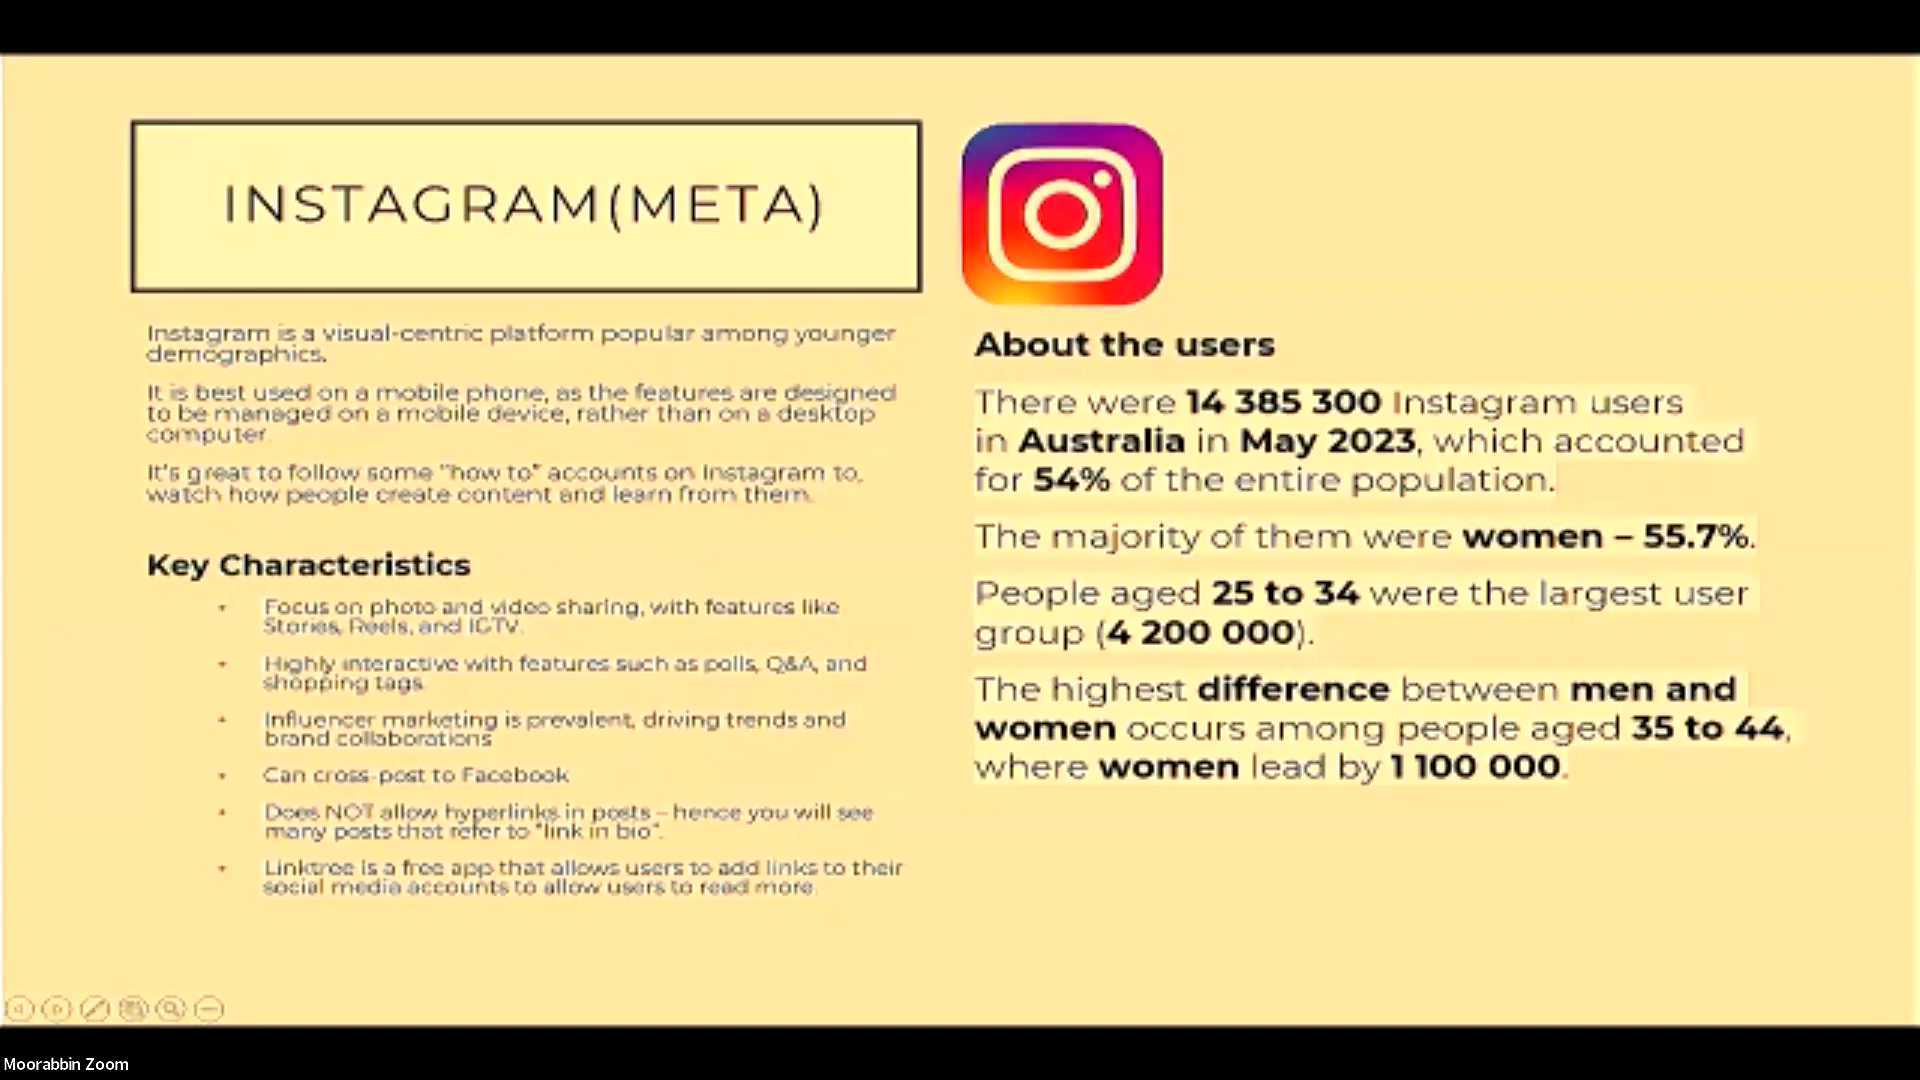 INSTAGRAM(META)
Instagram is a visual-centric platform popular among younger
demographics.
It is best used on a mobile phone, as the features are designed
to be managed on a mobile device, rather than on a desktop
computer.
It's great to follow some "how to" accounts on Instagram to,
watch how people create content and learn from them.
Key Characteristics
• Focus on photo and video sharing, with features like
Stories, Reels, and IGTV.
• Highly interactive with features such as polls, Q&A, and
shopping tags
• Influencer marketing is prevalent, driving trends and
brand collaborations
• Can cross-post to Facebook
• Does NOT allow hyperlinks in posts – hence you will see
many posts that refer to "link in bio".
• Linktree is a free app that allows users to add links to their
social media accounts to allow users to read more
About the users
There were 14 385 300 Instagram users
in Australia in May 2023, which accounted
for 54% of the entire population.
The majority of them were women – 55.7%.
People aged 25 to 34 were the largest user
group (4 200 000).
The highest difference between men and
women occurs among people aged 35 to 44,
where women lead by 1 100 000.
Moorabbin Zoom